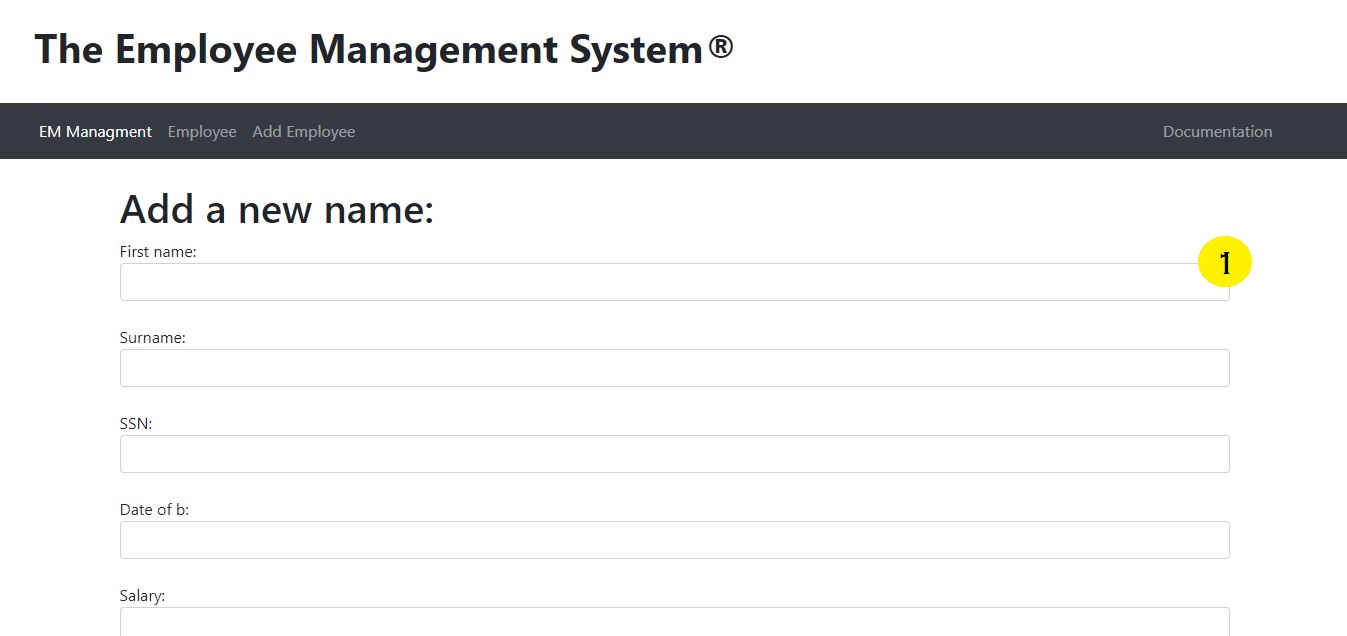 The Employee Management System®
EM Managment Employee Add Employee Documentation
Add a new name:
First name:
1
Surname:
SSN:
Date of b:
Salary: